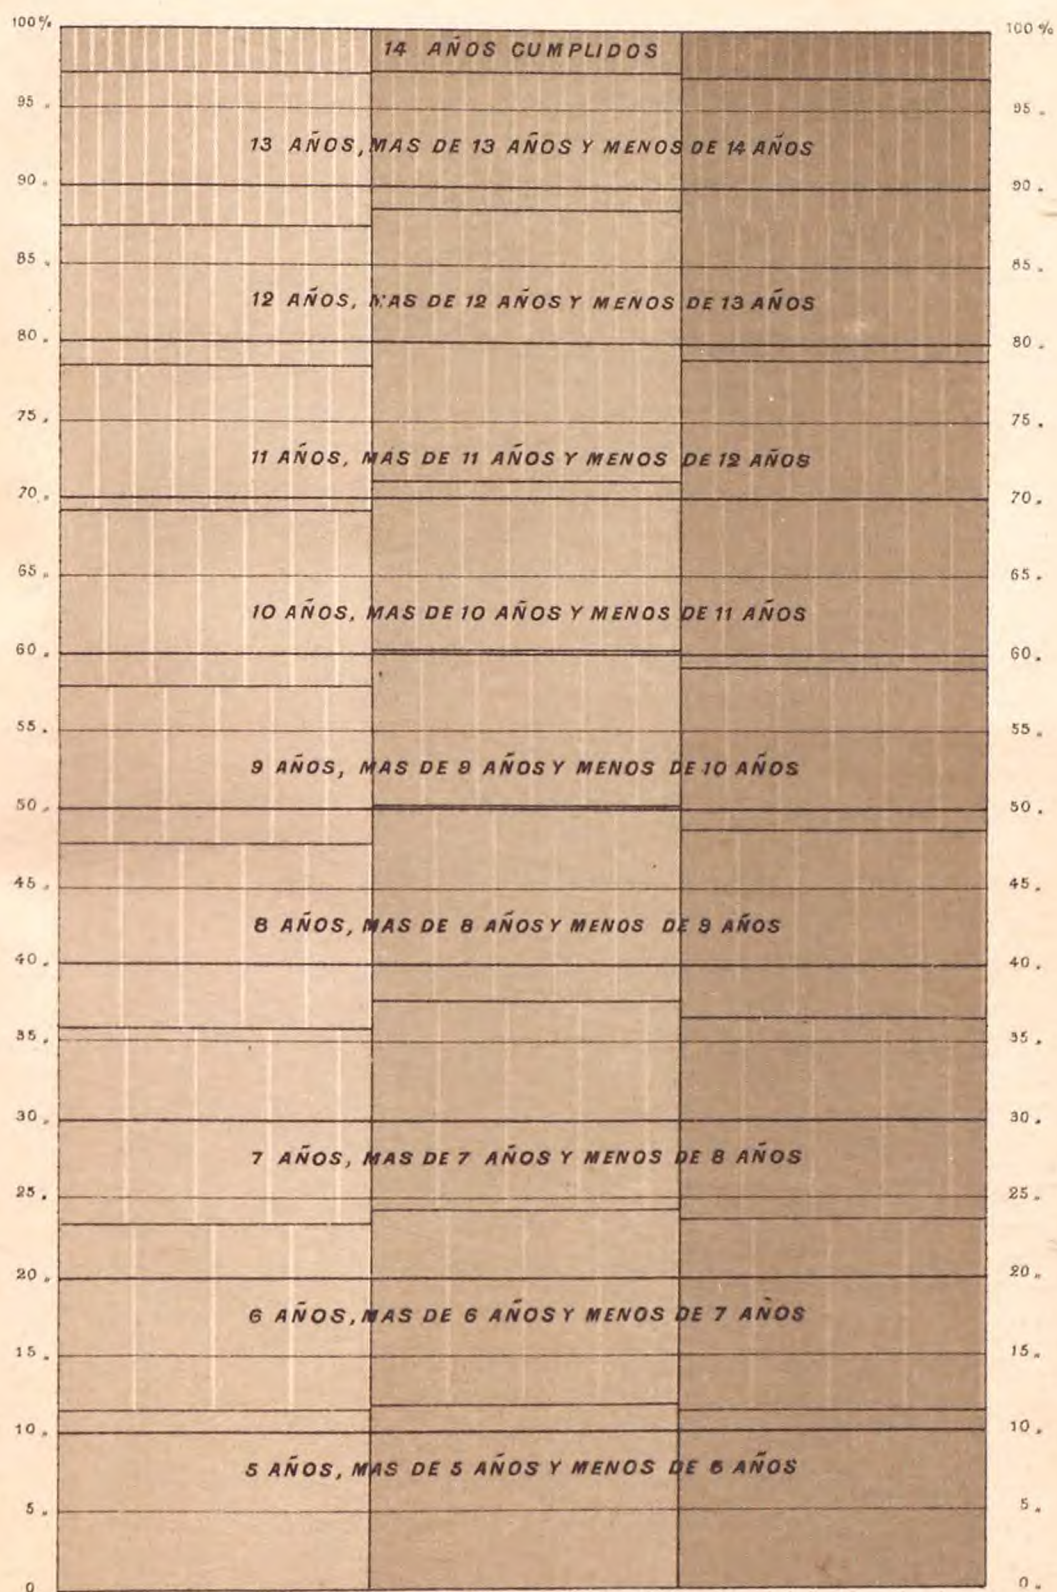 100% 100%
14 AÑOS CUMPLIDOS
95 „ 95 „
13 AÑOS, MAS DE 13 AÑOS Y MENOS DE 14 AÑOS
90 „ 90 „
85 „ 85 „
12 AÑOS, MAS DE 12 AÑOS Y MENOS DE 13 AÑOS
80 „ 80 „
75 „ 75 „
11 AÑOS, MAS DE 11 AÑOS Y MENOS DE 12 AÑOS
70 „ 70 „
65 „ 65 „
10 AÑOS, MAS DE 10 AÑOS Y MENOS DE 11 AÑOS
60 „ 60 „
55 „ 55 „
9 AÑOS, MAS DE 9 AÑOS Y MENOS DE 10 AÑOS
50 „ 50 „
45 „ 45 „
8 AÑOS, MAS DE 8 AÑOS Y MENOS DE 9 AÑOS
40 „ 40 „
35 „ 35 „
30 „ 30 „
7 AÑOS, MAS DE 7 AÑOS Y MENOS DE 8 AÑOS
25 „ 25 „
20 „ 20 „
6 AÑOS, MAS DE 6 AÑOS Y MENOS DE 7 AÑOS
15 „ 15 „
10 „ 10 „
5 AÑOS, MAS DE 5 AÑOS Y MENOS DE 6 AÑOS
5 „ 5 „
0 0 „